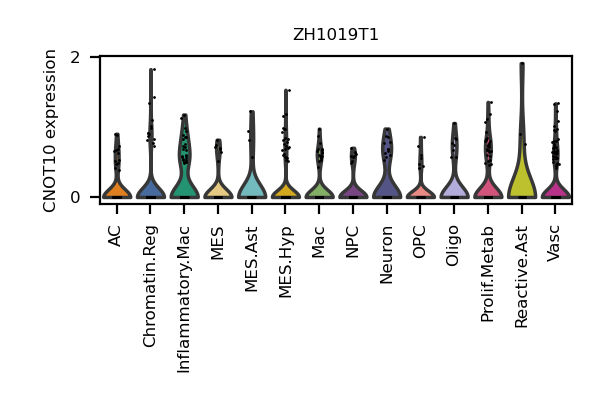 ZH1019T1
CNOT10 expression
2
0
AC
Chromatin.Reg
Inflammatory.Mac
MES
MES.Ast
MES.Hyp
Mac
NPC
Neuron
OPC
Oligo
Prolif.Metab
Reactive.Ast
Vasc